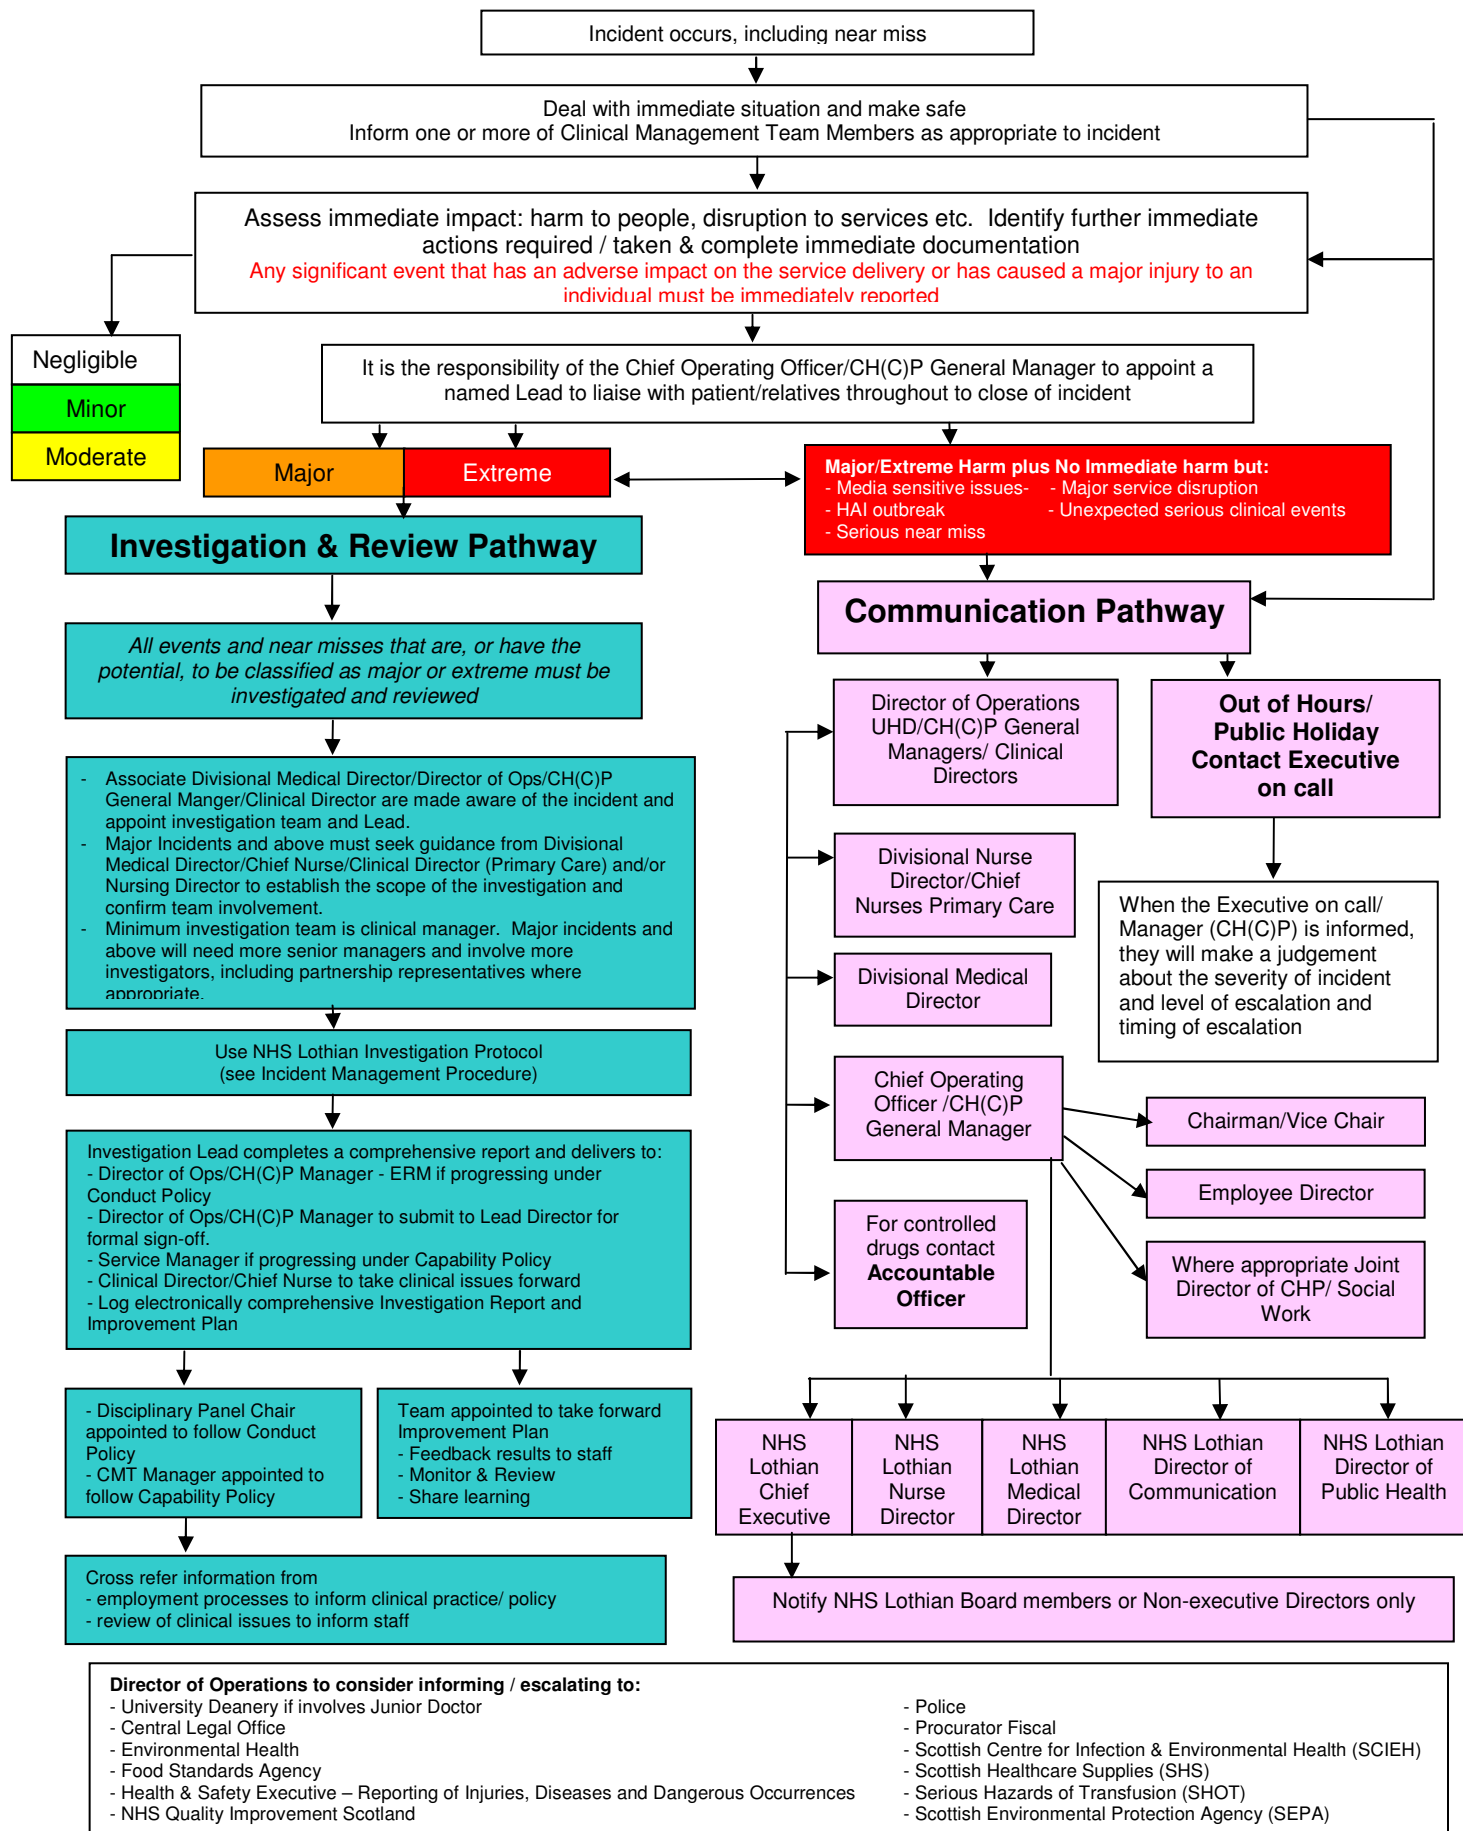 Incident occurs, including near miss
Deal with immediate situation and make safe
Inform one or more of Clinical Management Team Members as appropriate to incident
Assess immediate impact: harm to people, disruption to services etc.  Identify further immediate
actions required / taken & complete immediate documentation
Any significant event that has an adverse impact on the service delivery or has caused a major injury to an
individual must be immediately reported
Negligible
Minor
Moderate
It is the responsibility of the Chief Operating Officer/CH(C)P General Manager to appoint a
named Lead to liaise with patient/relatives throughout to close of incident
Major
Extreme
Major/Extreme Harm plus No Immediate harm but:
- Media sensitive issues-    - Major service disruption
- HAI outbreak    - Unexpected serious clinical events
- Serious near miss
Investigation & Review Pathway
All events and near misses that are, or have the
potential, to be classified as major or extreme must be
investigated and reviewed
- Associate Divisional Medical Director/Director of Ops/CH(C)P
General Manger/Clinical Director are made aware of the incident and
appoint investigation team and Lead.
- Major Incidents and above must seek guidance from Divisional
Medical Director/Chief Nurse/Clinical Director (Primary Care) and/or
Nursing Director to establish the scope of the investigation and
confirm team involvement.
- Minimum investigation team is clinical manager.  Major incidents and
above will need more senior managers and involve more
investigators, including partnership representatives where
appropriate.
Use NHS Lothian Investigation Protocol
(see Incident Management Procedure)
Investigation Lead completes a comprehensive report and delivers to:
- Director of Ops/CH(C)P Manager - ERM if progressing under
Conduct Policy
- Director of Ops/CH(C)P Manager to submit to Lead Director for
formal sign-off.
- Service Manager if progressing under Capability Policy
- Clinical Director/Chief Nurse to take clinical issues forward
- Log electronically comprehensive Investigation Report and
Improvement Plan
- Disciplinary Panel Chair
appointed to follow Conduct
Policy
- CMT Manager appointed to
follow Capability Policy
Team appointed to take forward
Improvement Plan
- Feedback results to staff
- Monitor & Review
- Share learning
Cross refer information from
- employment processes to inform clinical practice/ policy
- review of clinical issues to inform staff
Communication Pathway
Director of Operations
UHD/CH(C)P General
Managers/ Clinical
Directors
Out of Hours/
Public Holiday
Contact Executive
on call
Divisional Nurse
Director/Chief
Nurses Primary Care
When the Executive on call/
Manager (CH(C)P) is informed,
they will make a judgement
about the severity of incident
and level of escalation and
timing of escalation
Divisional Medical
Director
Chief Operating
Officer /CH(C)P
General Manager
Chairman/Vice Chair
Employee Director
Where appropriate Joint
Director of CHP/ Social
Work
For controlled
drugs contact
Accountable
Officer
NHS
Lothian
Chief
Executive
NHS
Lothian
Nurse
Director
NHS
Lothian
Medical
Director
NHS Lothian
Director of
Communication
NHS Lothian
Director of
Public Health
Notify NHS Lothian Board members or Non-executive Directors only
Director of Operations to consider informing / escalating to:
- University Deanery if involves Junior Doctor
- Central Legal Office
- Environmental Health
- Food Standards Agency
- Health & Safety Executive – Reporting of Injuries, Diseases and Dangerous Occurrences
- NHS Quality Improvement Scotland
- Police
- Procurator Fiscal
- Scottish Centre for Infection & Environmental Health (SCIEH)
- Scottish Healthcare Supplies (SHS)
- Serious Hazards of Transfusion (SHOT)
- Scottish Environmental Protection Agency (SEPA)